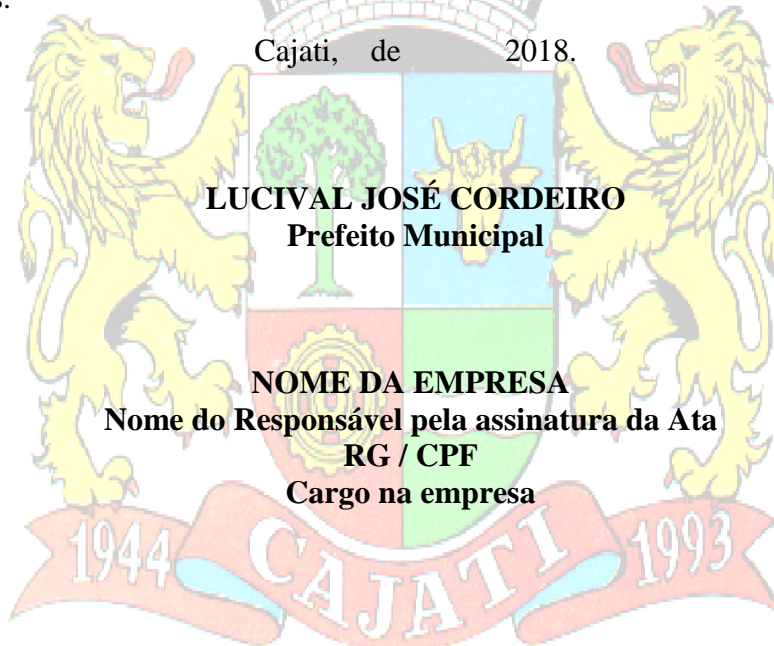 s.
Cajati, de 2018.
LUCIVAL JOSÉ CORDEIRO
Prefeito Municipal
NOME DA EMPRESA
Nome do Responsável pela assinatura da Ata
RG / CPF
Cargo na empresa
1944 CAJATI 1993